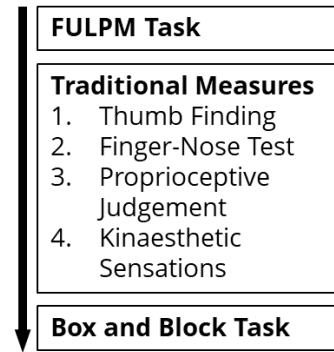 FULPM Task
Traditional Measures
1. Thumb Finding
2. Finger-Nose Test
3. Proprioceptive
Judgement
4. Kinaesthetic
Sensations
Box and Block Task